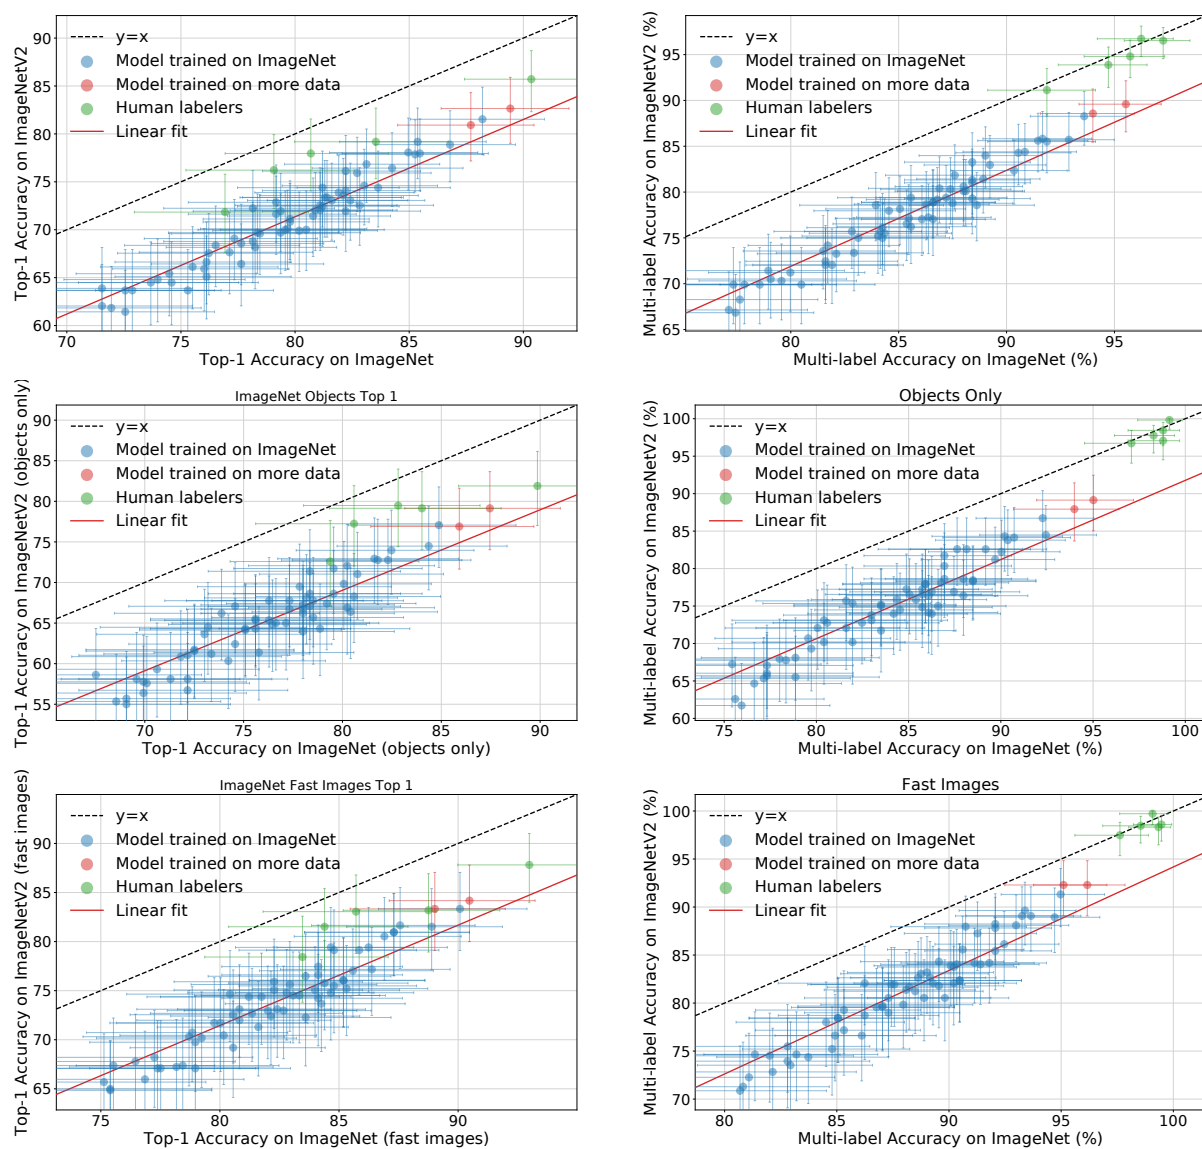 Top-1 Accuracy on ImageNetV2
90
85
80
75
70
65
60
y=x
Model trained on ImageNet
Model trained on more data
Human labelers
Linear fit
70 75 80 85 90
Top-1 Accuracy on ImageNet
Multi-label Accuracy on ImageNetV2 (%)
95
90
85
80
75
70
65
y=x
Model trained on ImageNet
Model trained on more data
Human labelers
Linear fit
80 85 90 95
Multi-label Accuracy on ImageNet (%)
ImageNet Objects Top 1
Top-1 Accuracy on ImageNetV2 (objects only)
90
85
80
75
70
65
60
55
y=x
Model trained on ImageNet
Model trained on more data
Human labelers
Linear fit
70 75 80 85 90
Top-1 Accuracy on ImageNet (objects only)
Objects Only
Multi-label Accuracy on ImageNetV2 (%)
100
95
90
85
80
75
70
65
60
y=x
Model trained on ImageNet
Model trained on more data
Human labelers
Linear fit
75 80 85 90 95 100
Multi-label Accuracy on ImageNet (%)
ImageNet Fast Images Top 1
Top-1 Accuracy on ImageNetV2 (fast images)
90
85
80
75
70
65
y=x
Model trained on ImageNet
Model trained on more data
Human labelers
Linear fit
75 80 85 90
Top-1 Accuracy on ImageNet (fast images)
Fast Images
Multi-label Accuracy on ImageNetV2 (%)
100
95
90
85
80
75
70
y=x
Model trained on ImageNet
Model trained on more data
Human labelers
Linear fit
80 85 90 95 100
Multi-label Accuracy on ImageNet (%)